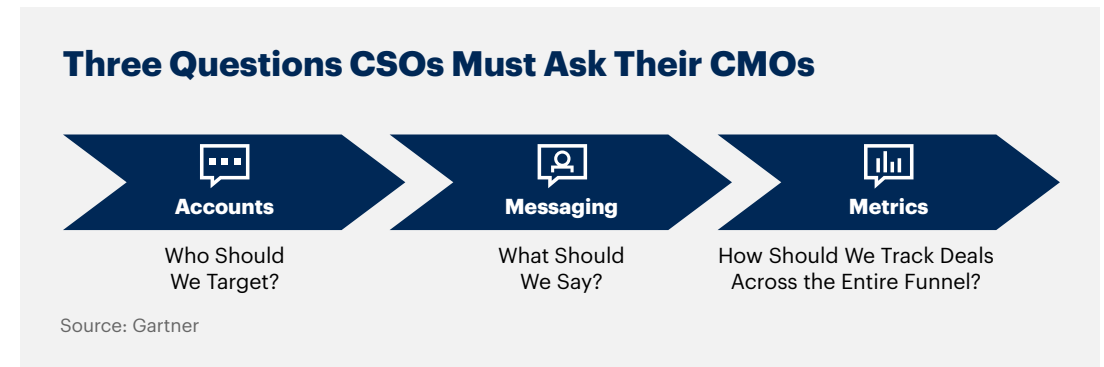 Three Questions CSOs Must Ask Their CMOs
Accounts
Messaging
Metrics
Who Should
We Target?
What Should
We Say?
How Should We Track Deals
Across the Entire Funnel?
Source: Gartner